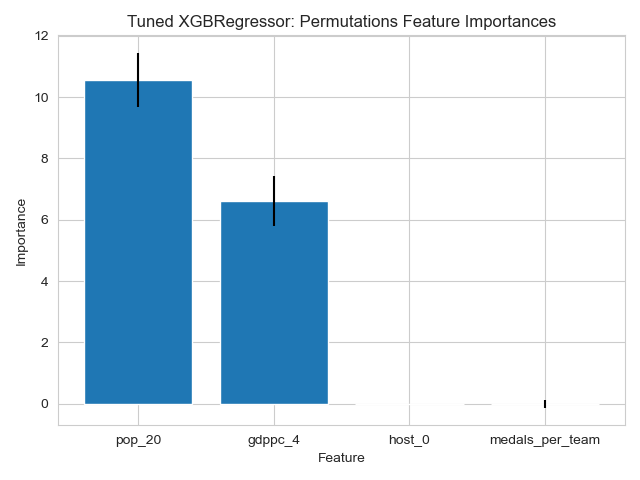 Tuned XGBRegressor: Permutations Feature Importances
12
10
8
6
4
2
0
Importance
pop_20 gdppc_4 host_0 medals_per_team
Feature